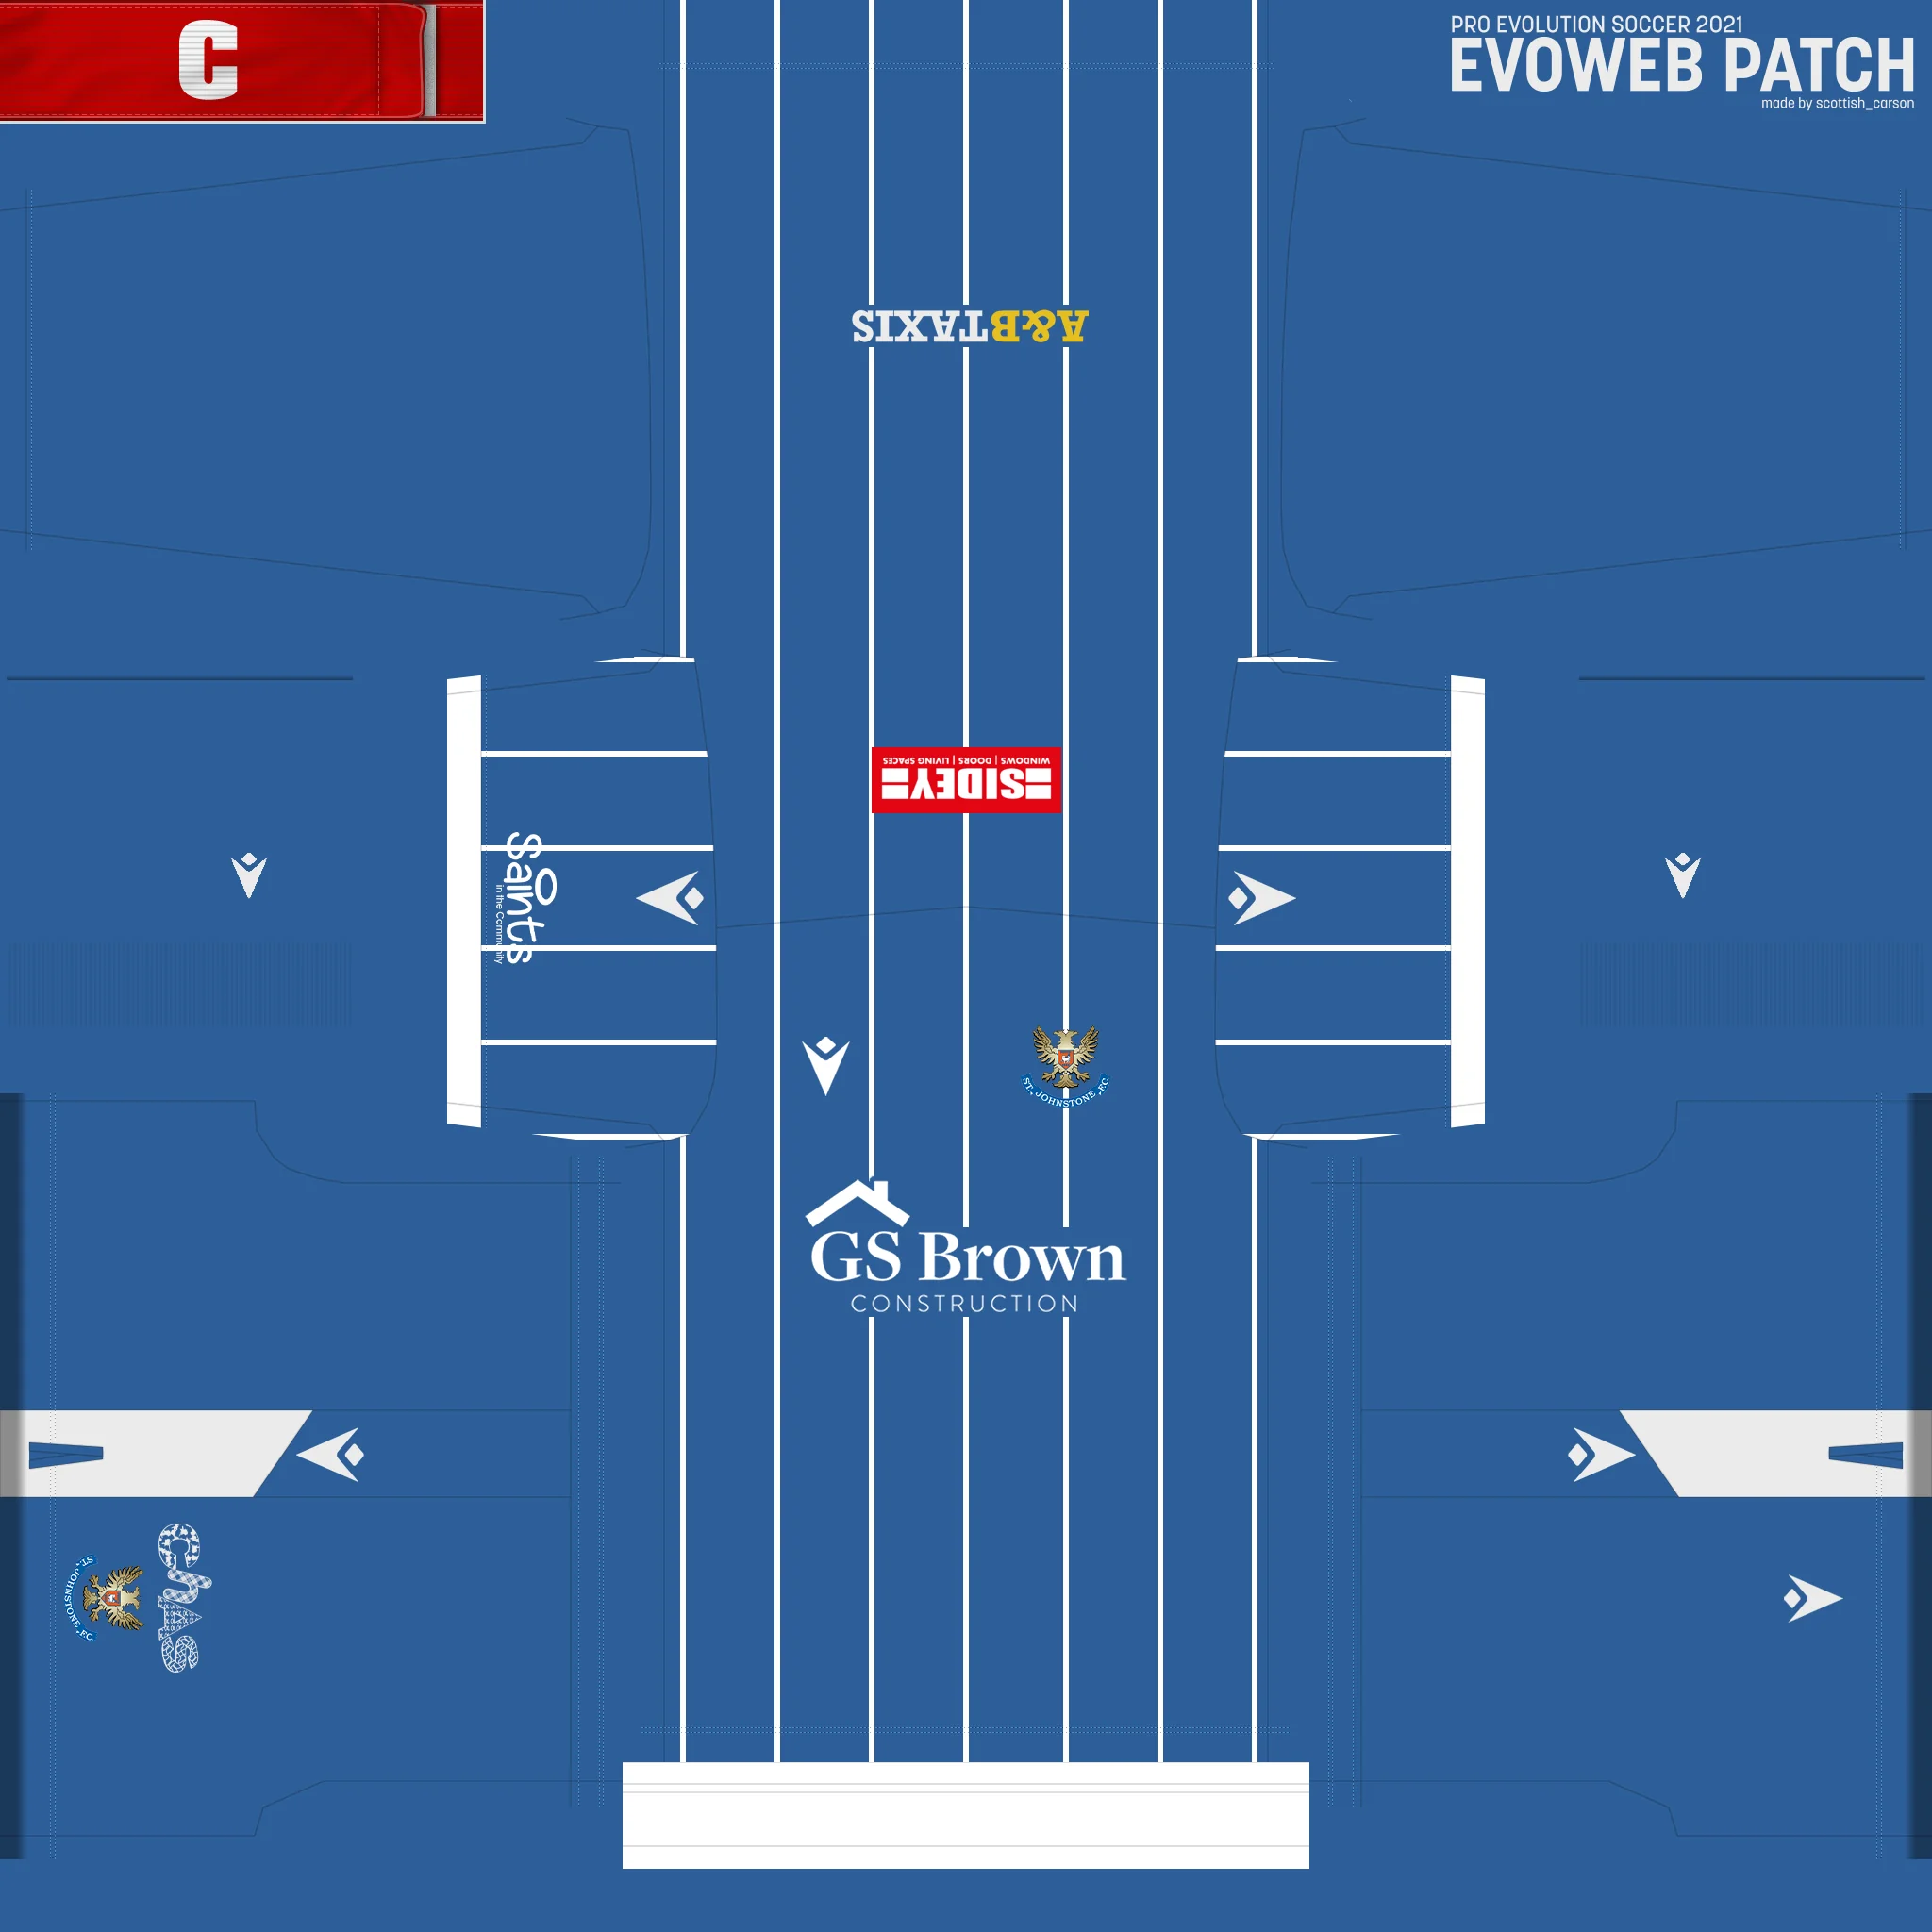 C
PRO EVOLUTION SOCCER 2021
EVOWEB PATCH
made by scottish_carson
A&B TAXIS
SIDEY
WINDOWS | DOORS | LIVING SPACES
Saints
in the Community
ST. JOHNSTONE F.C.
GS Brown
CONSTRUCTION
chas
ST. JOHNSTONE F.C.